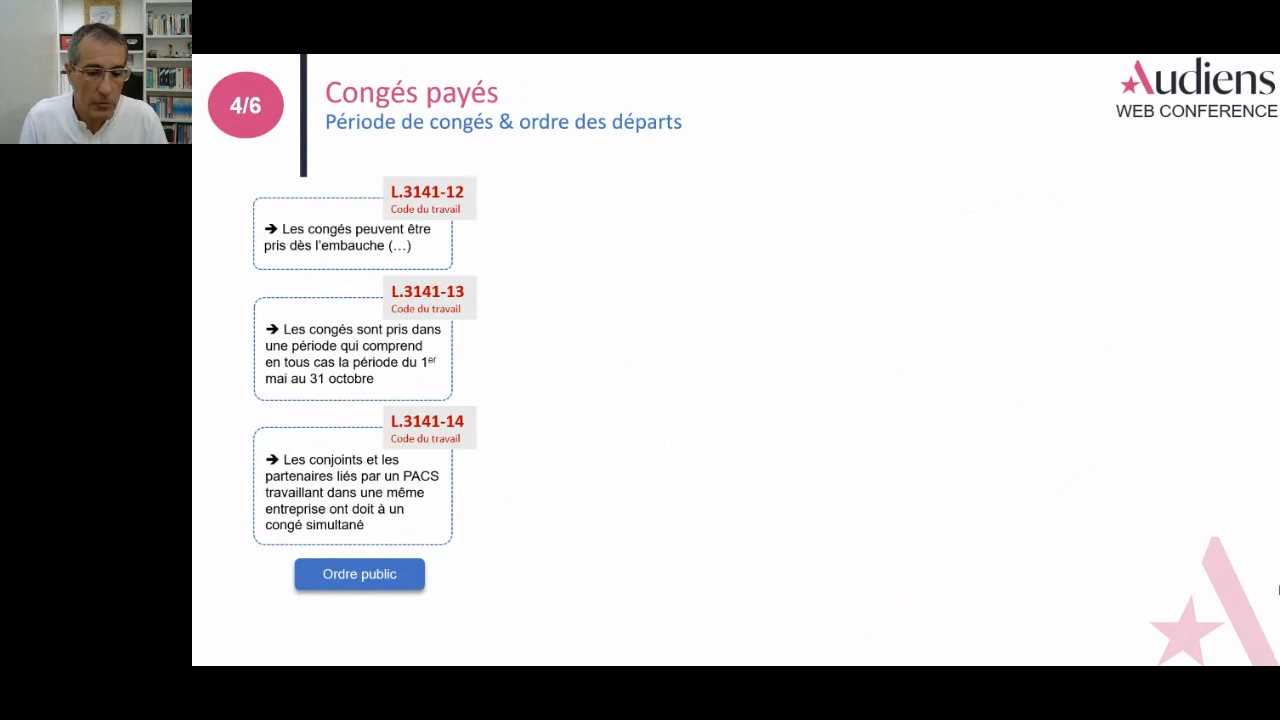 4/6
Congés payés
Période de congés & ordre des départs
Audiens
WEB CONFERENCE
L.3141-12
Code du travail
➔ Les congés peuvent être
pris dès l'embauche (…)
L.3141-13
Code du travail
➔ Les congés sont pris dans
une période qui comprend
en tous cas la période du 1er
mai au 31 octobre
L.3141-14
Code du travail
➔ Les conjoints et les
partenaires liés par un PACS
travaillant dans une même
entreprise ont doit à un
congé simultané
Ordre public